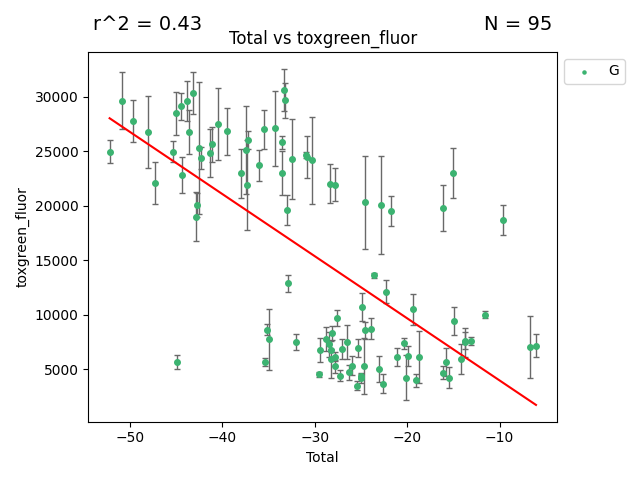 r^2 = 0.43
N = 95
Total vs toxgreen_fluor
G
30000
25000
20000
15000
10000
5000
toxgreen_fluor
−50
−40
−30
−20
−10
Total